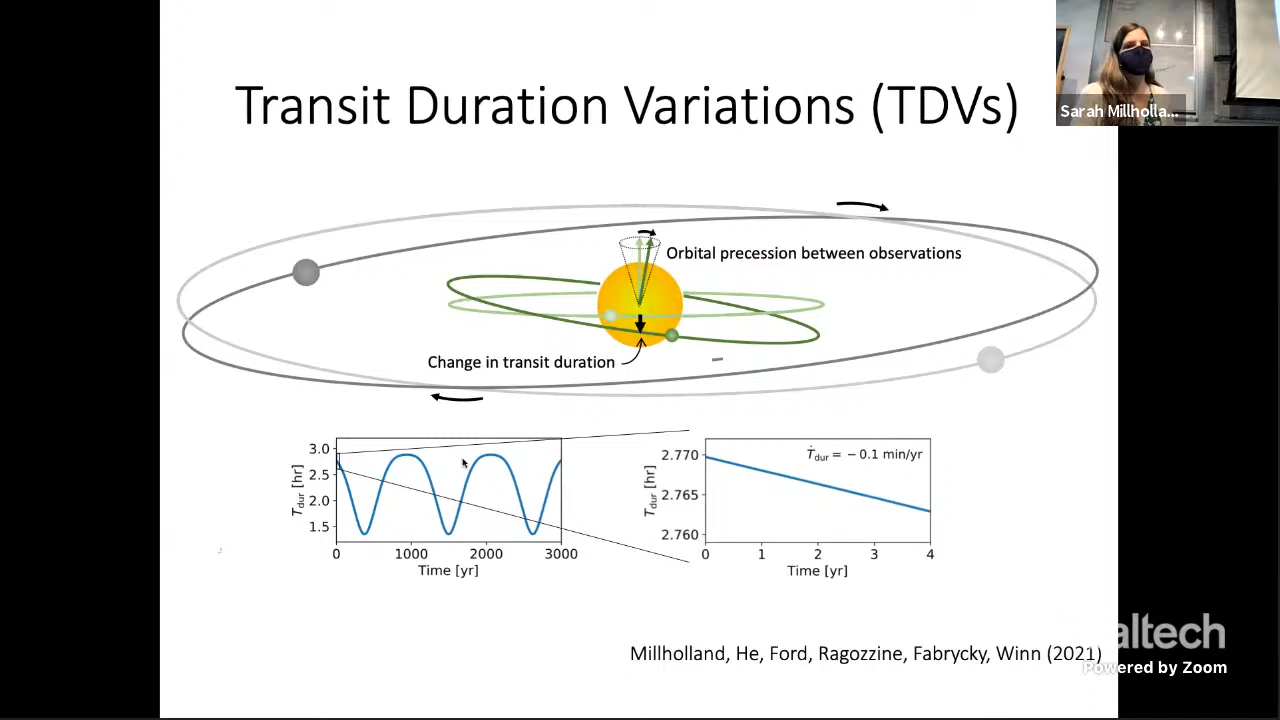 Transit Duration Variations (TDVs)
Sarah Millholla...
Orbital precession between observations
Change in transit duration
3.0
2.5
2.0
1.5
T_dur [hr]
0 1000 2000 3000
Time [yr]
2.770
2.765
2.760
T_dur [hr]
Ṫ_dur = −0.1 min/yr
0 1 2 3 4
Time [yr]
Millholland, He, Ford, Ragozzine, Fabrycky, Winn (2021)
altech
Powered by Zoom